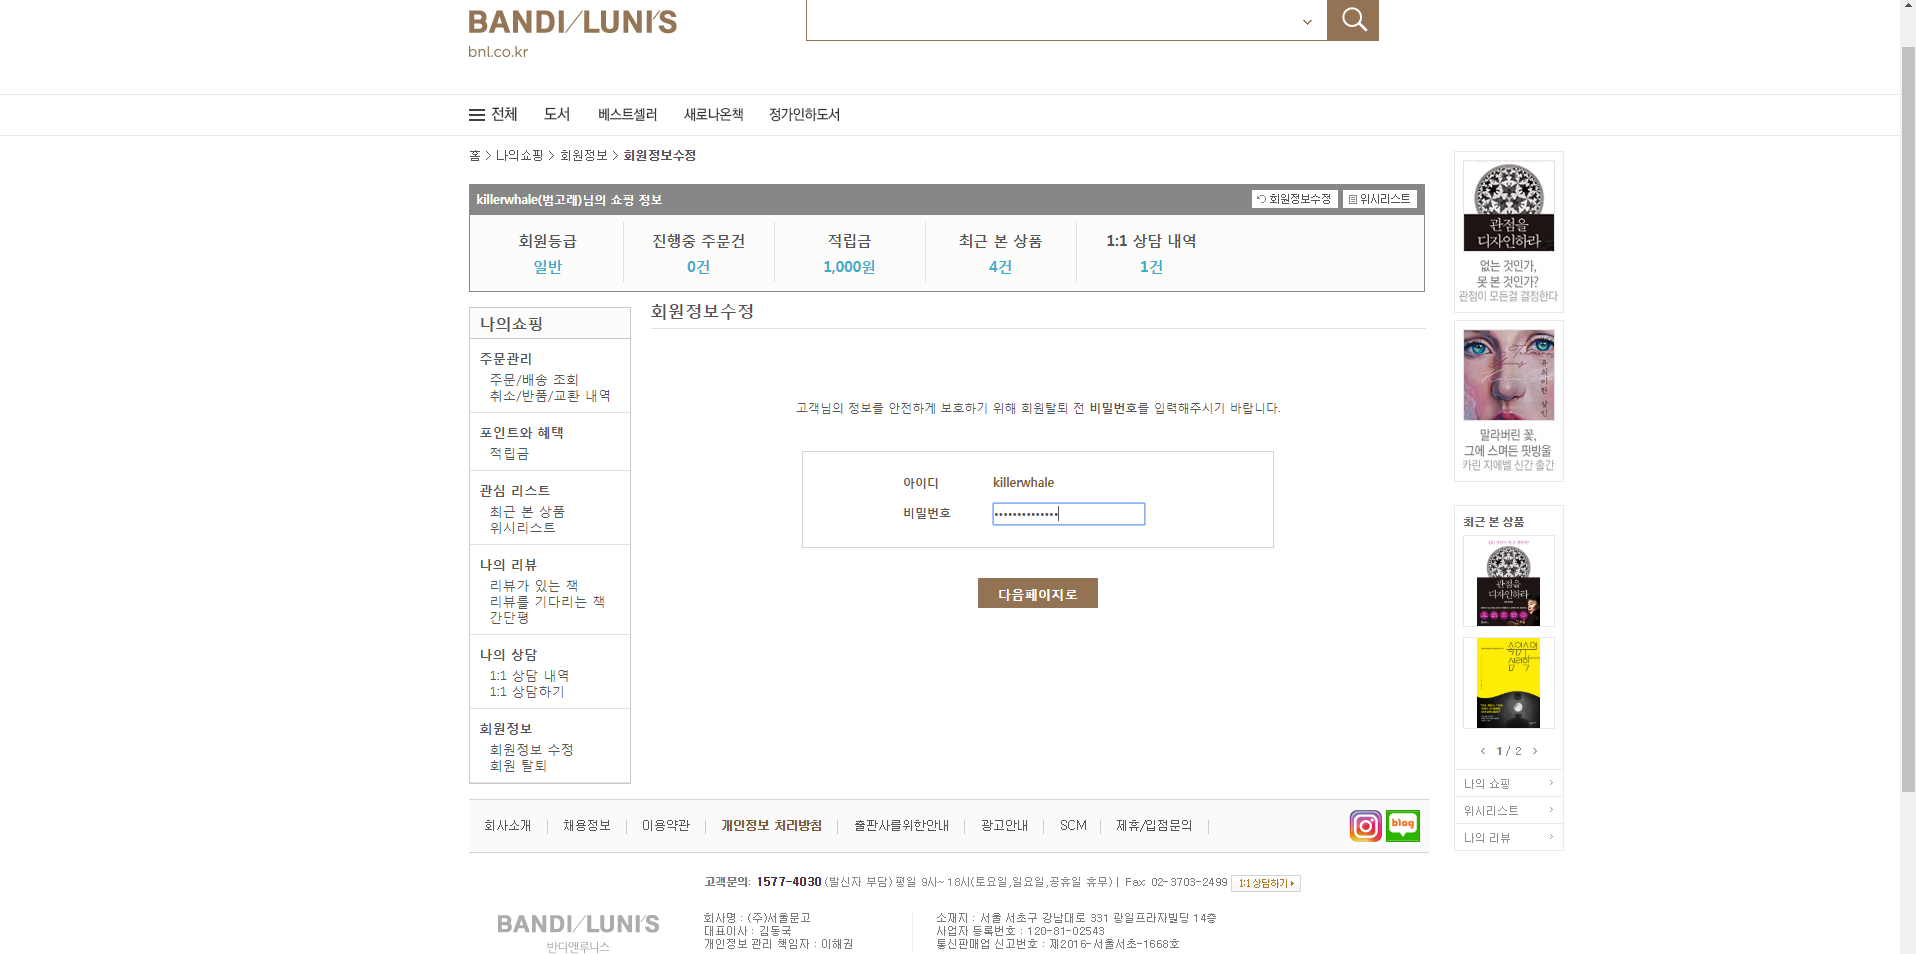 BANDI/LUNI'S
bnl.co.kr
전체 도서 베스트셀러 새로나온책 정가인하도서
홈 > 나의쇼핑 > 회원정보 > 회원정보수정
killerwhale(범고래)님의 쇼핑 정보
회원정보수정 위시리스트
회원등급 진행중 주문건 적립금 최근 본 상품 1:1 상담 내역
일반 0건 1,000원 4건 1건
나의쇼핑
주문관리
주문/배송 조회
취소/반품/교환 내역
포인트와 혜택
적립금
관심 리스트
최근 본 상품
위시리스트
나의 리뷰
리뷰가 있는 책
리뷰를 기다리는 책
간단평
나의 상담
1:1 상담 내역
1:1 상담하기
회원정보
회원정보 수정
회원 탈퇴
회원정보수정
고객님의 정보를 안전하게 보호하기 위해 회원탈퇴 전 비밀번호를 입력해주시기 바랍니다.
아이디 killerwhale
비밀번호 ••••••••••••••
다음페이지로
관점을
디자인하라
없는 것인가,
못 본 것인가?
관점이 모든걸 결정한다
유의미한 살인
말라버린 꽃,
그에 스며든 핏방울
카린 지에벨 신간 출간
최근 본 상품
관점을
디자인하라
< 1 / 2 >
나의 쇼핑 >
위시리스트 >
나의 리뷰 >
회사소개 채용정보 이용약관 개인정보 처리방침 출판사를위한안내 광고안내 SCM 제휴/입점문의
blog
고객문의: 1577-4030 (발신자 부담) 평일 9시~ 18시(토요일,일요일,공휴일 휴무) | Fax: 02-3703-2499 1:1 상담하기
BANDI/LUNI'S
반디앤루니스
회사명 : (주)서울문고
대표이사 : 김동국
개인정보 관리 책임자 : 이해권
소재지 : 서울 서초구 강남대로 331 광일프라자빌딩 14층
사업자 등록번호 : 120-81-02543
통신판매업 신고번호 : 제2016-서울서초-1668호